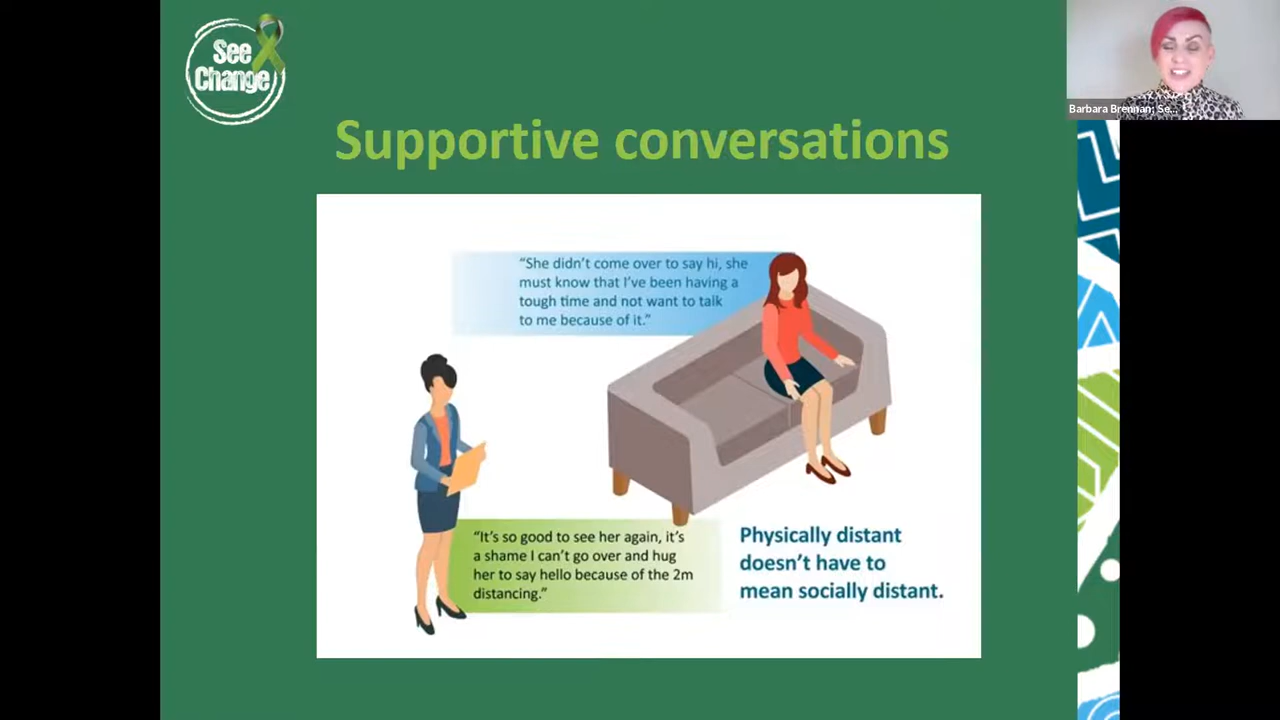 See
Change
Barbara Brennan, Se...
Supportive conversations
“She didn’t come over to say hi, she
must know that I’ve been having a
tough time and not want to talk
to me because of it.”
“It’s so good to see her again, it’s
a shame I can’t go over and hug
her to say hello because of the 2m
distancing.”
Physically distant
doesn’t have to
mean socially distant.